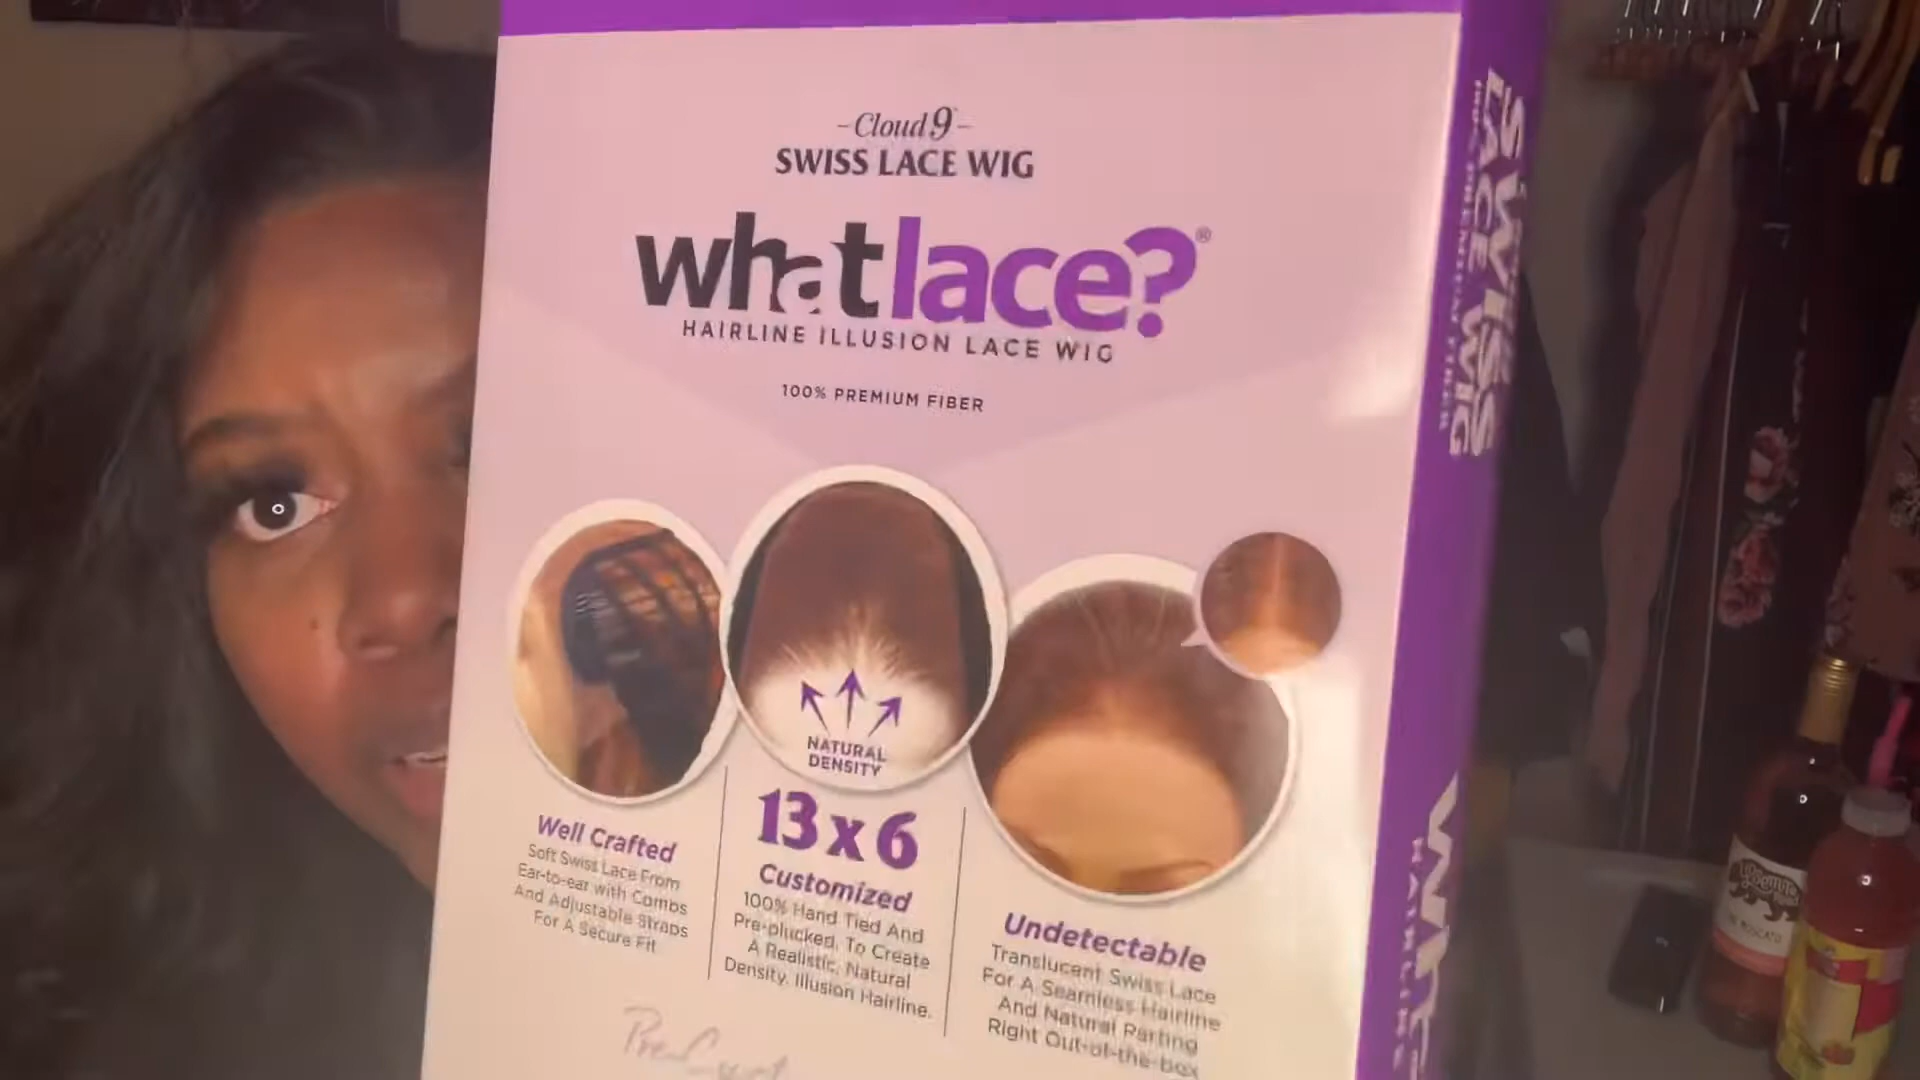 -Cloud 9-
SWISS LACE WIG
whatlace?®
HAIRLINE ILLUSION LACE WIG
100% PREMIUM FIBER
NATURAL
DENSITY
Well Crafted
Soft Swiss Lace From
Ear-to-ear with Combs
And Adjustable Straps
For A Secure Fit
13x6
Customized
100% Hand Tied And
Pre-plucked, To Create
A Realistic, Natural
Density, Illusion Hairline.
Undetectable
Translucent Swiss Lace
For A Seamless Hairline
And Natural Parting
Right Out-of-the-box
SWISS
LACE WIG
MOSCATO